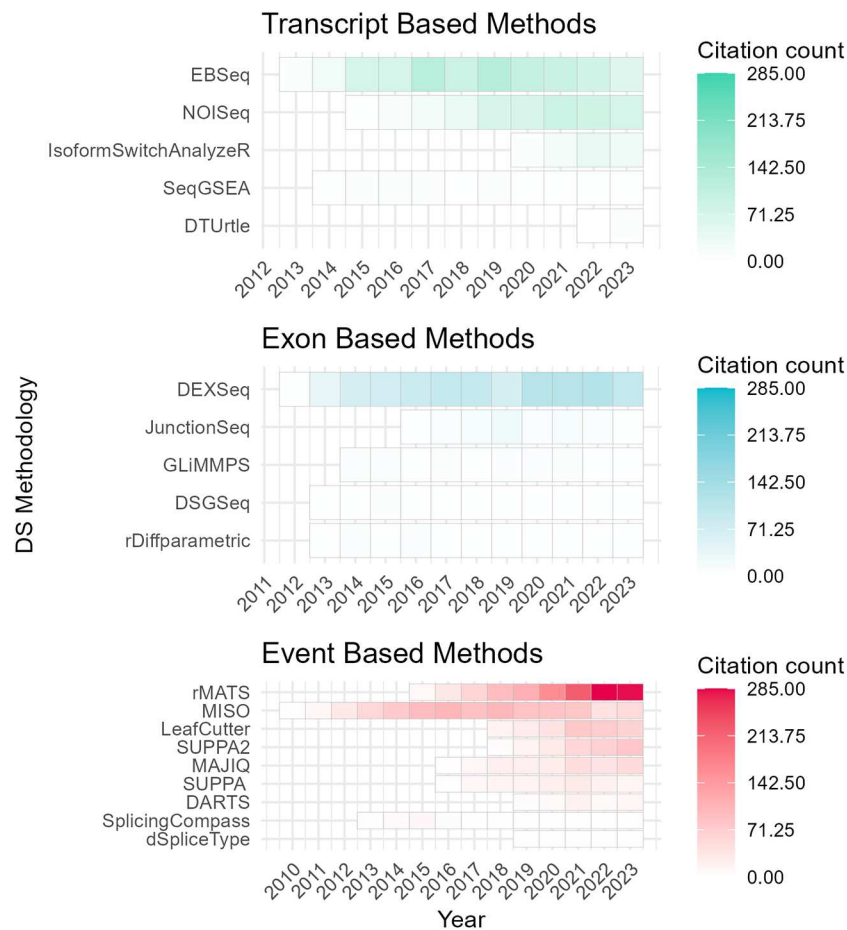 Transcript Based Methods
EBSeq
NOISeq
IsoformSwitchAnalyzeR
SeqGSEA
DTUrtle
2012 2013 2014 2015 2016 2017 2018 2019 2020 2021 2022 2023
Citation count
285.00
213.75
142.50
71.25
0.00
Exon Based Methods
DEXSeq
JunctionSeq
GLiMMPS
DSGSeq
rDiffparametric
2011 2012 2013 2014 2015 2016 2017 2018 2019 2020 2021 2022 2023
Citation count
285.00
213.75
142.50
71.25
0.00
DS Methodology
Event Based Methods
rMATS
MISO
LeafCutter
SUPPA2
MAJIQ
SUPPA
DARTS
SplicingCompass
dSpliceType
2010 2011 2012 2013 2014 2015 2016 2017 2018 2019 2020 2021 2022 2023
Year
Citation count
285.00
213.75
142.50
71.25
0.00